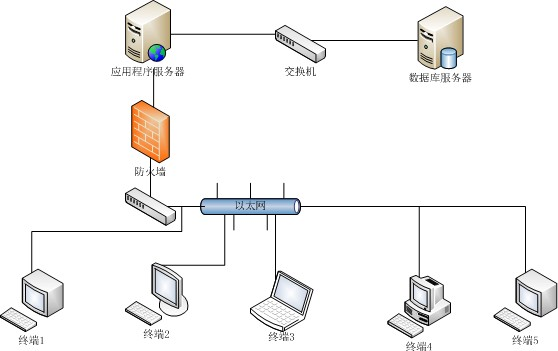 应用程序服务器
交换机
数据库服务器
防火墙
以太网
终端1
终端2
终端3
终端4
终端5